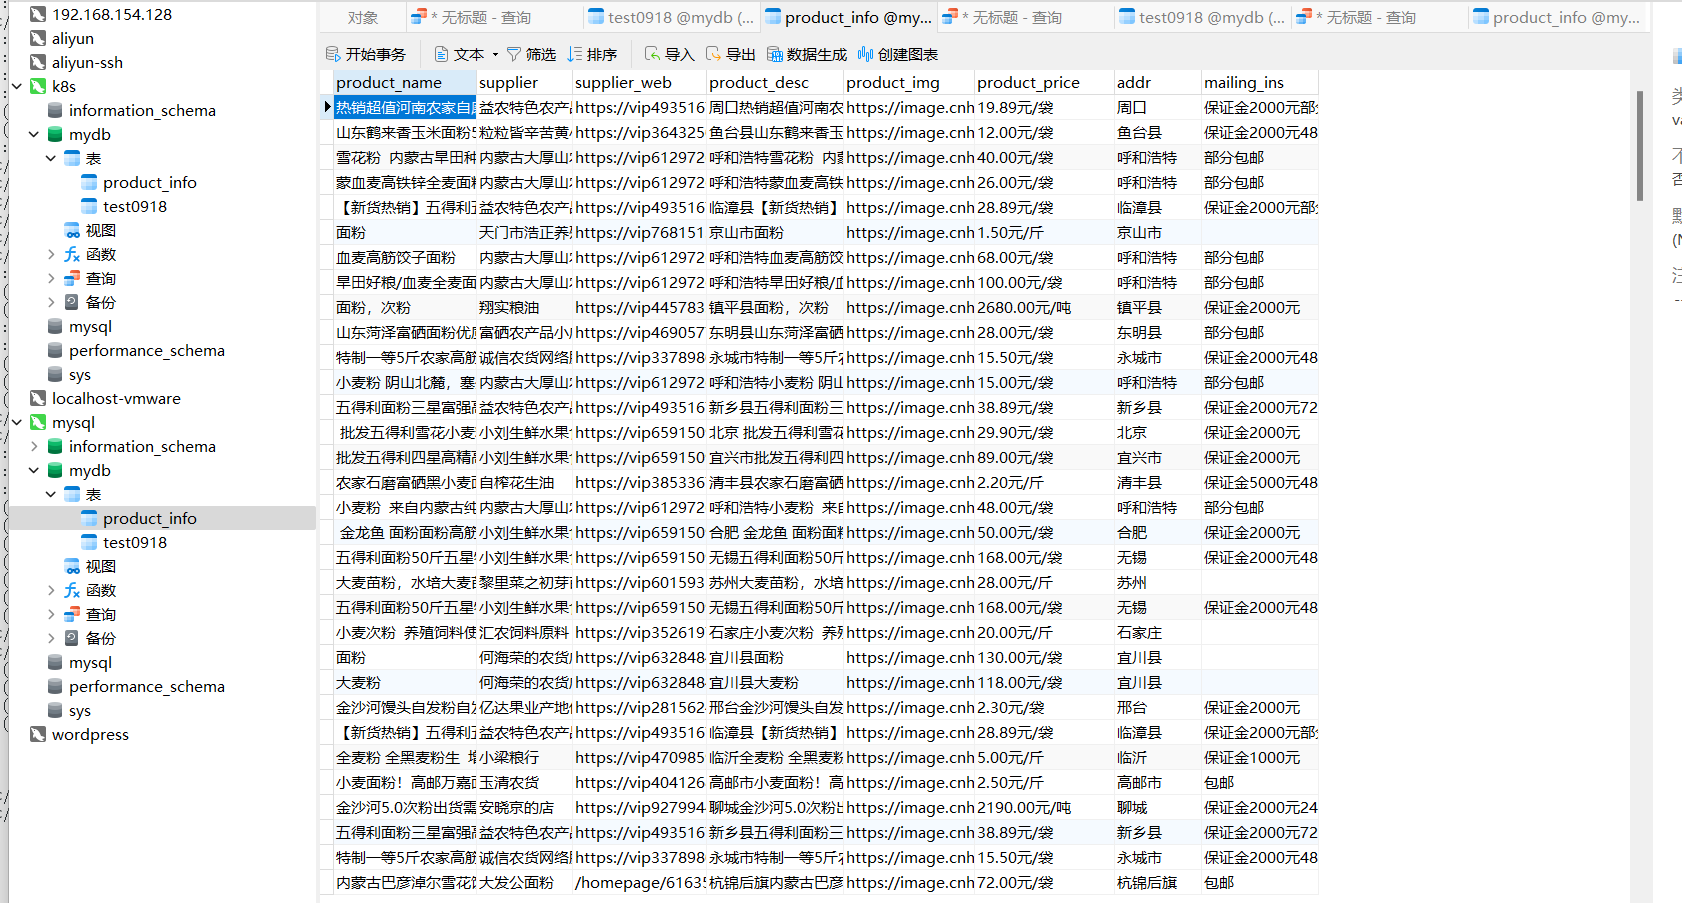 192.168.154.128
aliyun
aliyun-ssh
k8s
information_schema
mydb
表
product_info
test0918
视图
函数
查询
备份
mysql
performance_schema
sys
localhost-vmware
mysql
information_schema
mydb
表
product_info
test0918
视图
函数
查询
备份
mysql
performance_schema
sys
wordpress
对象 * 无标题 - 查询 test0918 @mydb (... product_info @my... * 无标题 - 查询 test0918 @mydb (... * 无标题 - 查询 product_info @my...
开始事务 文本 筛选 排序 导入 导出 数据生成 创建图表
product_name supplier supplier_web product_desc product_img product_price addr mailing_ins
热销超值河南农家自 益农特色农产 https://vip493516 周口热销超值河南农 https://image.cnh 19.89元/袋 周口 保证金2000元部
山东鹤来香玉米面粉5 粒粒皆辛苦黄 https://vip364325 鱼台县山东鹤来香玉 https://image.cnh 12.00元/袋 鱼台县 保证金2000元48
雪花粉 内蒙古旱田种 内蒙古大厚山 https://vip612972 呼和浩特雪花粉 内 https://image.cnh 40.00元/袋 呼和浩特 部分包邮
蒙血麦高铁锌全麦面 内蒙古大厚山 https://vip612972 呼和浩特蒙血麦高铁 https://image.cnh 26.00元/袋 呼和浩特 部分包邮
【新货热销】五得利 益农特色农产 https://vip493516 临漳县【新货热销】 https://image.cnh 28.89元/袋 临漳县 保证金2000元部
面粉 天门市浩正养 https://vip768151 京山市面粉 https://image.cnh 1.50元/斤 京山市
血麦高筋饺子面粉 内蒙古大厚山 https://vip612972 呼和浩特血麦高筋饺 https://image.cnh 68.00元/袋 呼和浩特 部分包邮
旱田好粮/血麦全麦面 内蒙古大厚山 https://vip612972 呼和浩特旱田好粮/血 https://image.cnh 100.00元/袋 呼和浩特 部分包邮
面粉，次粉 翔实粮油 https://vip445783 镇平县面粉，次粉 https://image.cnh 2680.00元/吨 镇平县 保证金2000元
山东菏泽富硒面粉优 富硒农产品小 https://vip469057 东明县山东菏泽富硒 https://image.cnh 28.00元/袋 东明县 部分包邮
特制一等5斤农家高筋 诚信农货网络 https://vip337898 永城市特制一等5斤 https://image.cnh 15.50元/袋 永城市 保证金2000元48
小麦粉 阴山北麓，塞 内蒙古大厚山 https://vip612972 呼和浩特小麦粉 阴山 https://image.cnh 15.00元/袋 呼和浩特 部分包邮
五得利面粉三星富强 益农特色农产 https://vip493516 新乡县五得利面粉三 https://image.cnh 38.89元/袋 新乡县 保证金2000元72
批发五得利雪花小麦 小刘生鲜水果 https://vip659150 北京 批发五得利雪花 https://image.cnh 29.90元/袋 北京 保证金2000元
批发五得利四星高精 小刘生鲜水果 https://vip659150 宜兴市批发五得利四 https://image.cnh 89.00元/袋 宜兴市 保证金2000元
农家石磨富硒黑小麦面 自榨花生油 https://vip385336 清丰县农家石磨富硒 https://image.cnh 2.20元/斤 清丰县 保证金5000元48
小麦粉 来自内蒙古纯 内蒙古大厚山 https://vip612972 呼和浩特小麦粉 来自 https://image.cnh 48.00元/袋 呼和浩特 部分包邮
金龙鱼 面粉面粉高筋 小刘生鲜水果 https://vip659150 合肥 金龙鱼 面粉面粉 https://image.cnh 50.00元/袋 合肥 保证金2000元
五得利面粉50斤五星 小刘生鲜水果 https://vip659150 无锡五得利面粉50斤 https://image.cnh 168.00元/袋 无锡 保证金2000元48
大麦苗粉，水培大麦苗 黎里菜之初芽 https://vip601593 苏州大麦苗粉，水培 https://image.cnh 28.00元/斤 苏州
五得利面粉50斤五星 小刘生鲜水果 https://vip659150 无锡五得利面粉50斤 https://image.cnh 168.00元/袋 无锡 保证金2000元48
小麦次粉 养殖饲料使 汇农饲料原料 https://vip352619 石家庄小麦次粉 养殖 https://image.cnh 20.00元/斤 石家庄
面粉 何海荣的农货 https://vip632848 宜川县面粉 https://image.cnh 130.00元/袋 宜川县
大麦粉 何海荣的农货 https://vip632848 宜川县大麦粉 https://image.cnh 118.00元/袋 宜川县
金沙河馒头自发粉自 亿达果业产地 https://vip281562 邢台金沙河馒头自发 https://image.cnh 2.30元/袋 邢台 保证金2000元
【新货热销】五得利 益农特色农产 https://vip493516 临漳县【新货热销】 https://image.cnh 28.89元/袋 临漳县 保证金2000元部
全麦粉 全黑麦粉生 小梁粮行 https://vip470985 临沂全麦粉 全黑麦粉 https://image.cnh 5.00元/斤 临沂 保证金1000元
小麦面粉！高邮万嘉面 玉清农货 https://vip404126 高邮市小麦面粉！高 https://image.cnh 2.50元/斤 高邮市 包邮
金沙河5.0次粉出货需 安晓京的店 https://vip927994 聊城金沙河5.0次粉 https://image.cnh 2190.00元/吨 聊城 保证金2000元24
五得利面粉三星富强 益农特色农产 https://vip493516 新乡县五得利面粉三 https://image.cnh 38.89元/袋 新乡县 保证金2000元72
特制一等5斤农家高筋 诚信农货网络 https://vip337898 永城市特制一等5斤 https://image.cnh 15.50元/袋 永城市 保证金2000元48
内蒙古巴彦淖尔雪花 大发公面粉 /homepage/6163 杭锦后旗内蒙古巴彦 https://image.cnh 72.00元/袋 杭锦后旗 包邮